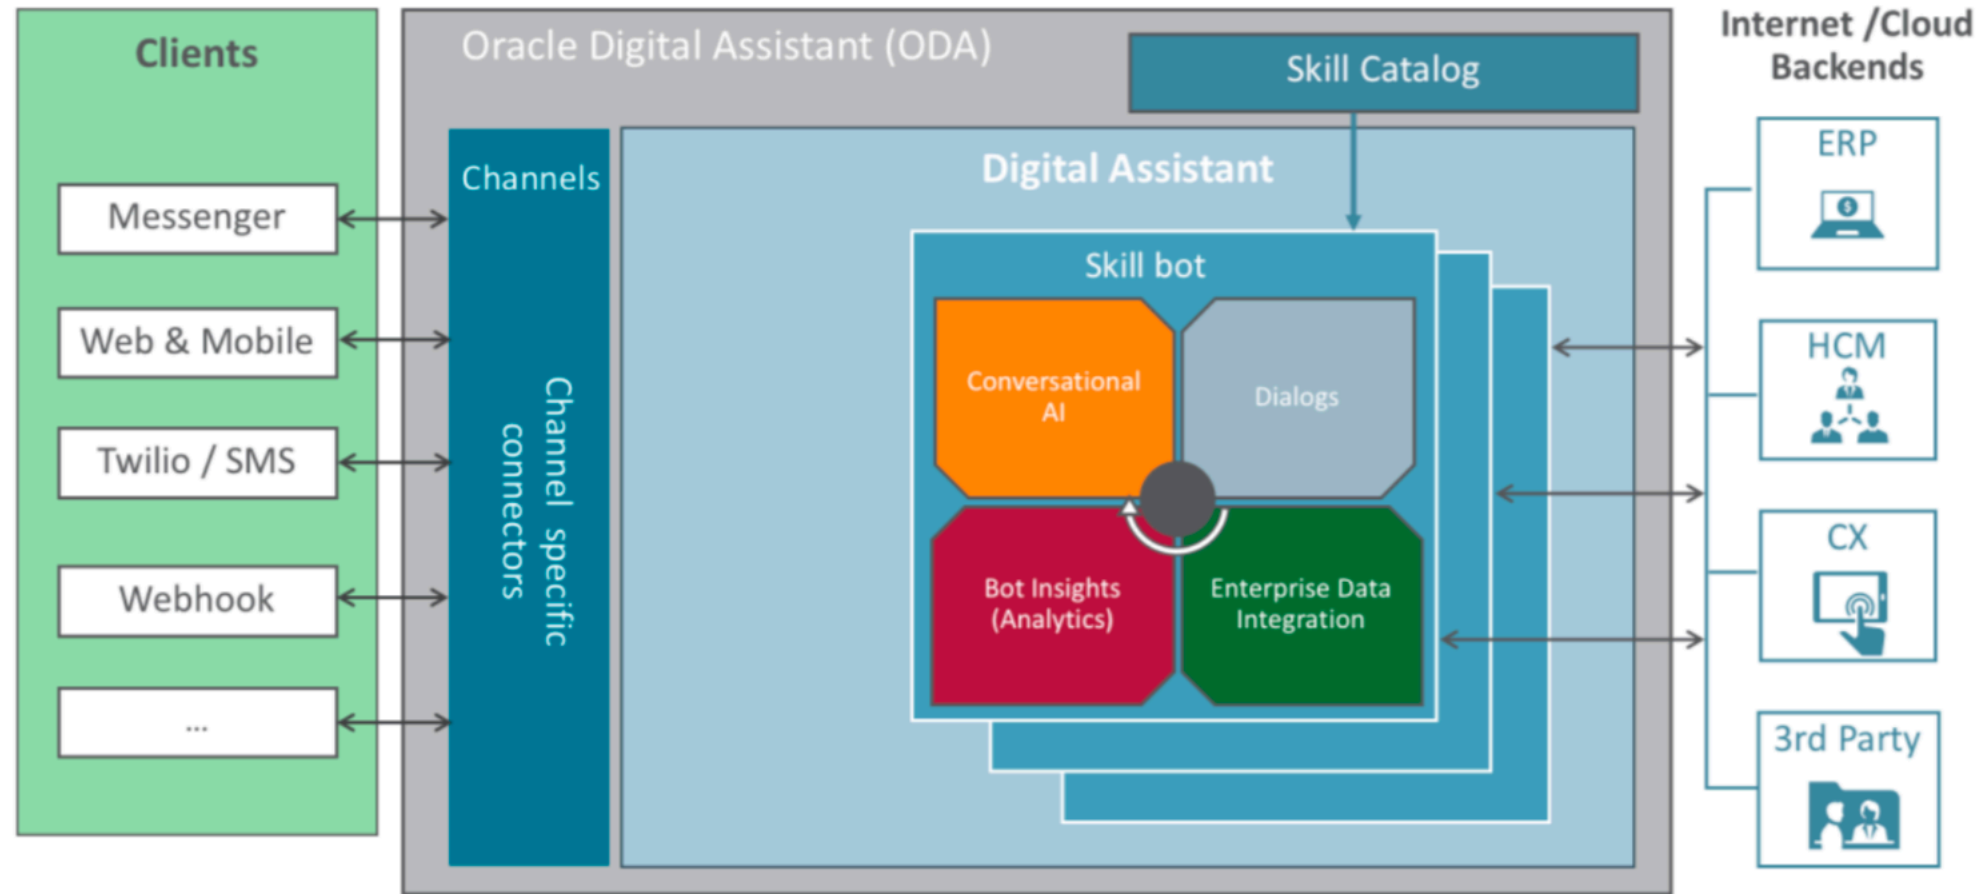 Clients
Messenger
Web & Mobile
Twilio / SMS
Webhook
...
Oracle Digital Assistant (ODA)
Skill Catalog
Channels
Channel specific
connectors
Digital Assistant
Skill bot
Conversational
AI
Dialogs
Bot Insights
(Analytics)
Enterprise Data
Integration
Internet /Cloud
Backends
ERP
$
HCM
CX
3rd Party